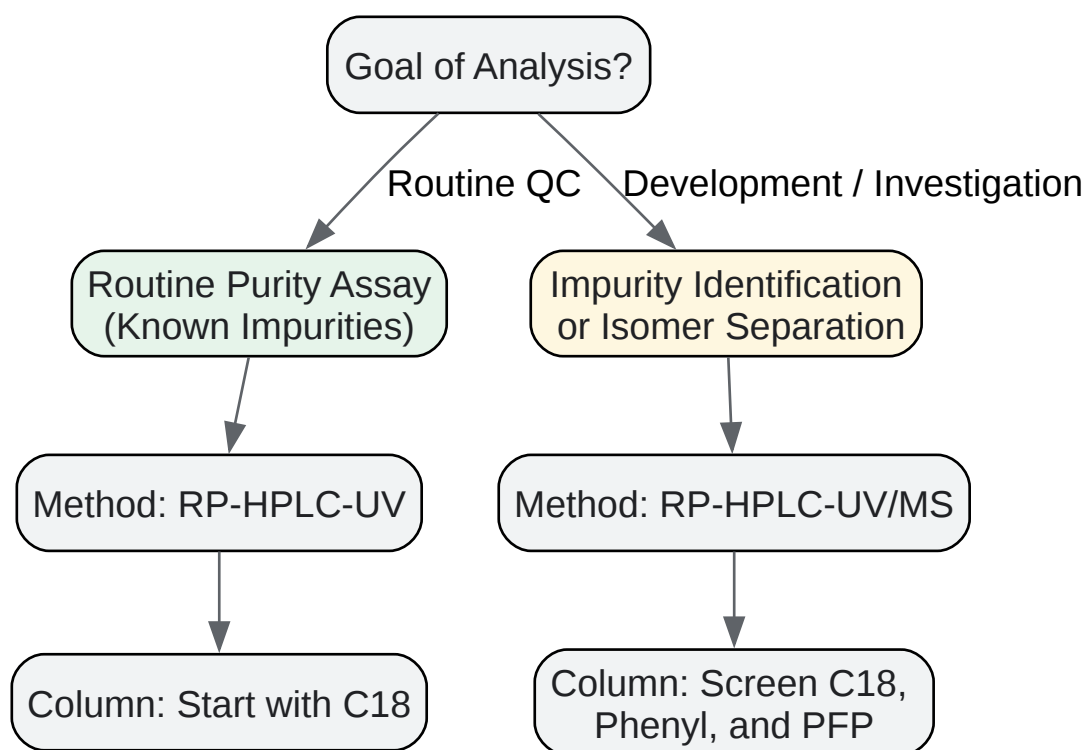 Goal of Analysis?
Routine QC
Development / Investigation
Routine Purity Assay
(Known Impurities)
Impurity Identification
or Isomer Separation
Method: RP-HPLC-UV
Method: RP-HPLC-UV/MS
Column: Start with C18
Column: Screen C18,
Phenyl, and PFP